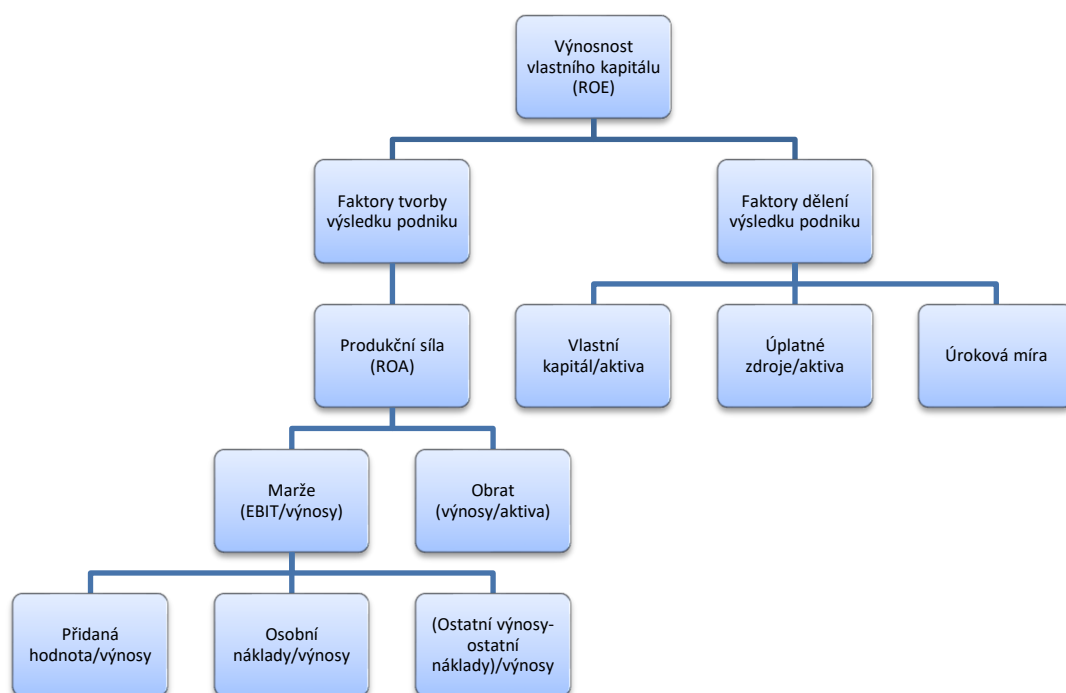 Výnosnost
vlastního kapitálu
(ROE)
Faktory tvorby
výsledku podniku
Faktory dělení
výsledku podniku
Produkční síla
(ROA)
Vlastní
kapitál/aktiva
Úplatné
zdroje/aktiva
Úroková míra
Marže
(EBIT/výnosy)
Obrat
(výnosy/aktiva)
Přidaná
hodnota/výnosy
Osobní
náklady/výnosy
(Ostatní výnosy-
ostatní
náklady)/výnosy